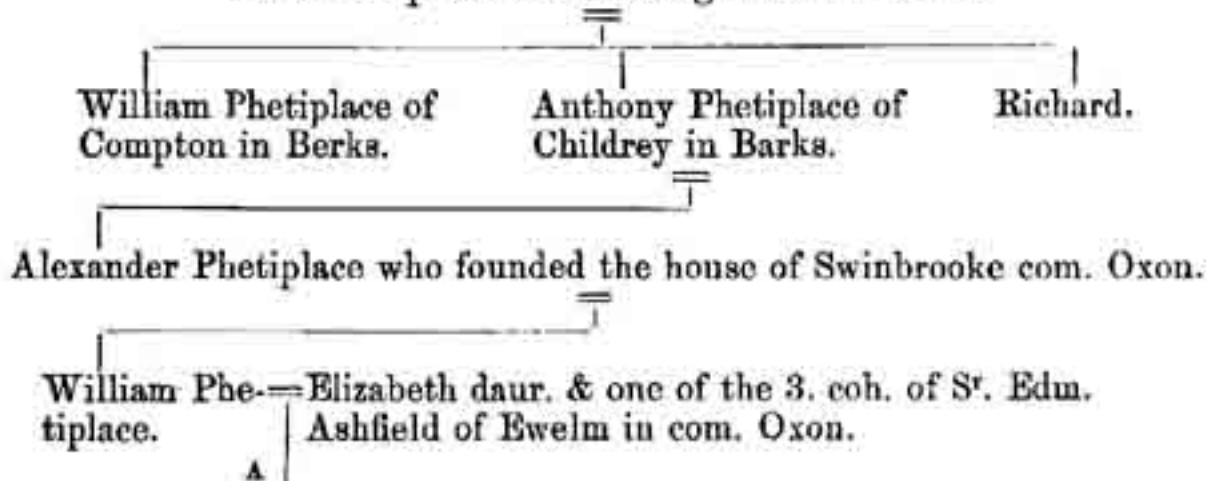 William Phetiplace of
Compton in Berks.
Anthony Phetiplace of
Childrey in Barks.
Richard.
Alexander Phetiplace who founded the house of Swinbrooke com. Oxon.
William Phe-=Elizabeth daur. & one of the 3. coh. of Sʳ. Edm.
tiplace. Ashfield of Ewelm in com. Oxon.
A